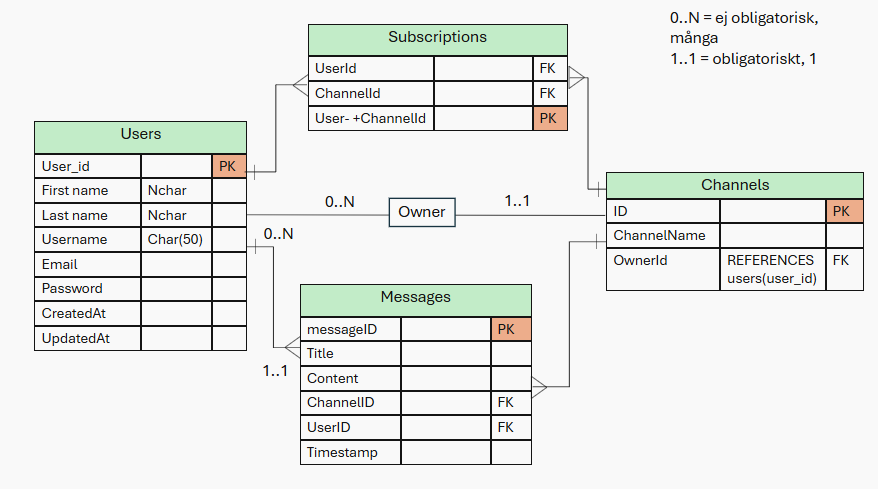 0..N = ej obligatorisk,
många
1..1 = obligatoriskt, 1
Subscriptions
UserId FK
ChannelId FK
User- +ChannelId PK
Users
User_id PK
First name Nchar
Last name Nchar
Username Char(50)
Email
Password
CreatedAt
UpdatedAt
0..N
Owner
1..1
Channels
ID PK
ChannelName
OwnerId REFERENCES FK
users(user_id)
0..N
1..1
Messages
messageID PK
Title
Content
ChannelID FK
UserID FK
Timestamp